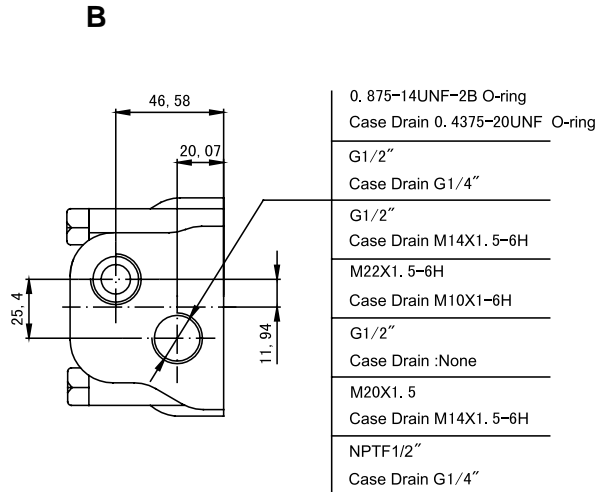 B
46,58
20,07
25,4
11,94
0.875-14UNF-2B O-ring
Case Drain 0.4375-20UNF O-ring
G1/2″
Case Drain G1/4″
G1/2″
Case Drain M14X1.5-6H
M22X1.5-6H
Case Drain M10X1-6H
G1/2″
Case Drain :None
M20X1.5
Case Drain M14X1.5-6H
NPTF1/2″
Case Drain G1/4″